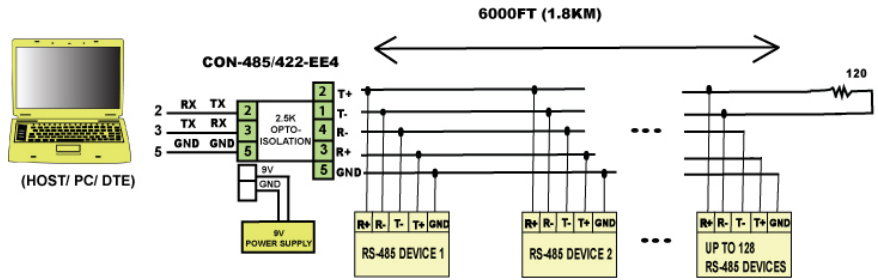 6000FT (1.8KM)
CON-485/422-EE4
120
2 RX TX 2
3 TX RX 3
5 GND GND 5
2.5K
OPTO-
ISOLATION
2 T+
1 T-
4 R-
3 R+
5 GND
(HOST/ PC/ DTE)
9V
GND
9V
POWER SUPPLY
R+ R- T- T+ GND
RS-485 DEVICE 1
R+ R- T- T+ GND
RS-485 DEVICE 2
R+ R- T- T+ GND
UP TO 128
RS-485 DEVICES